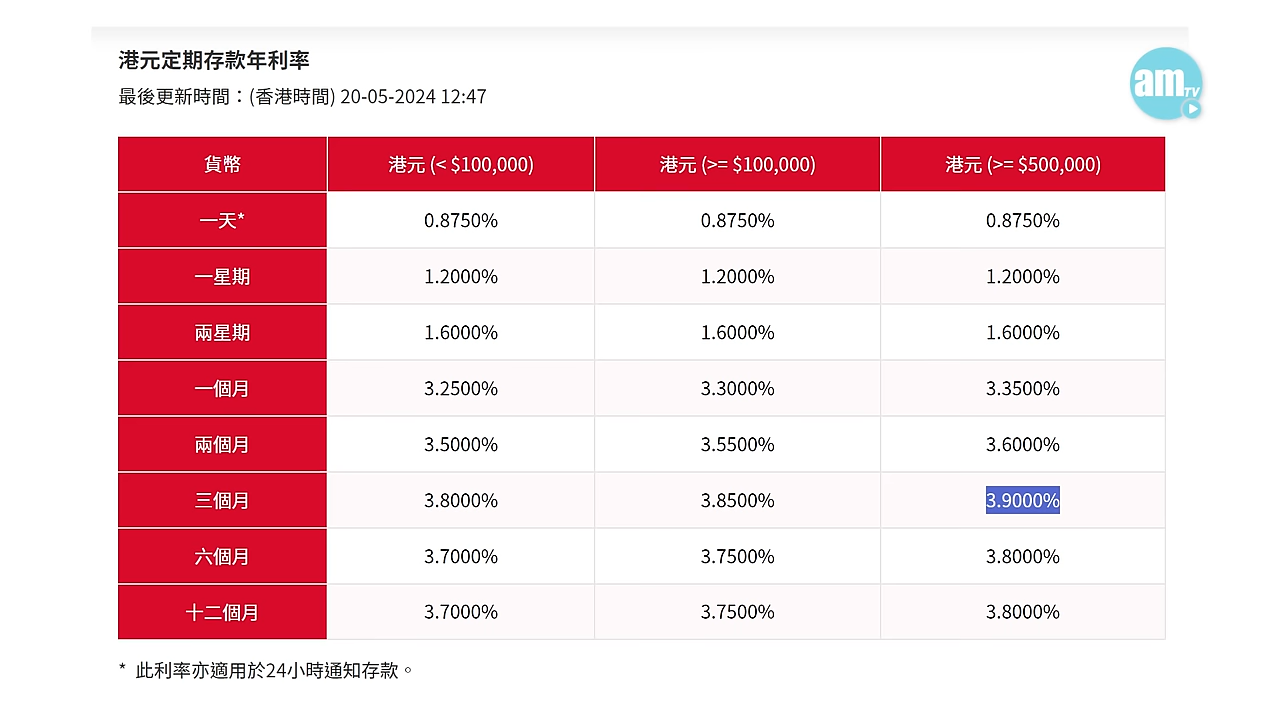 港元定期存款年利率
最後更新時間：(香港時間) 20-05-2024 12:47
amTV
貨幣 港元 (< $100,000) 港元 (>= $100,000) 港元 (>= $500,000)
一天* 0.8750% 0.8750% 0.8750%
一星期 1.2000% 1.2000% 1.2000%
兩星期 1.6000% 1.6000% 1.6000%
一個月 3.2500% 3.3000% 3.3500%
兩個月 3.5000% 3.5500% 3.6000%
三個月 3.8000% 3.8500% 3.9000%
六個月 3.7000% 3.7500% 3.8000%
十二個月 3.7000% 3.7500% 3.8000%
* 此利率亦適用於24小時通知存款。